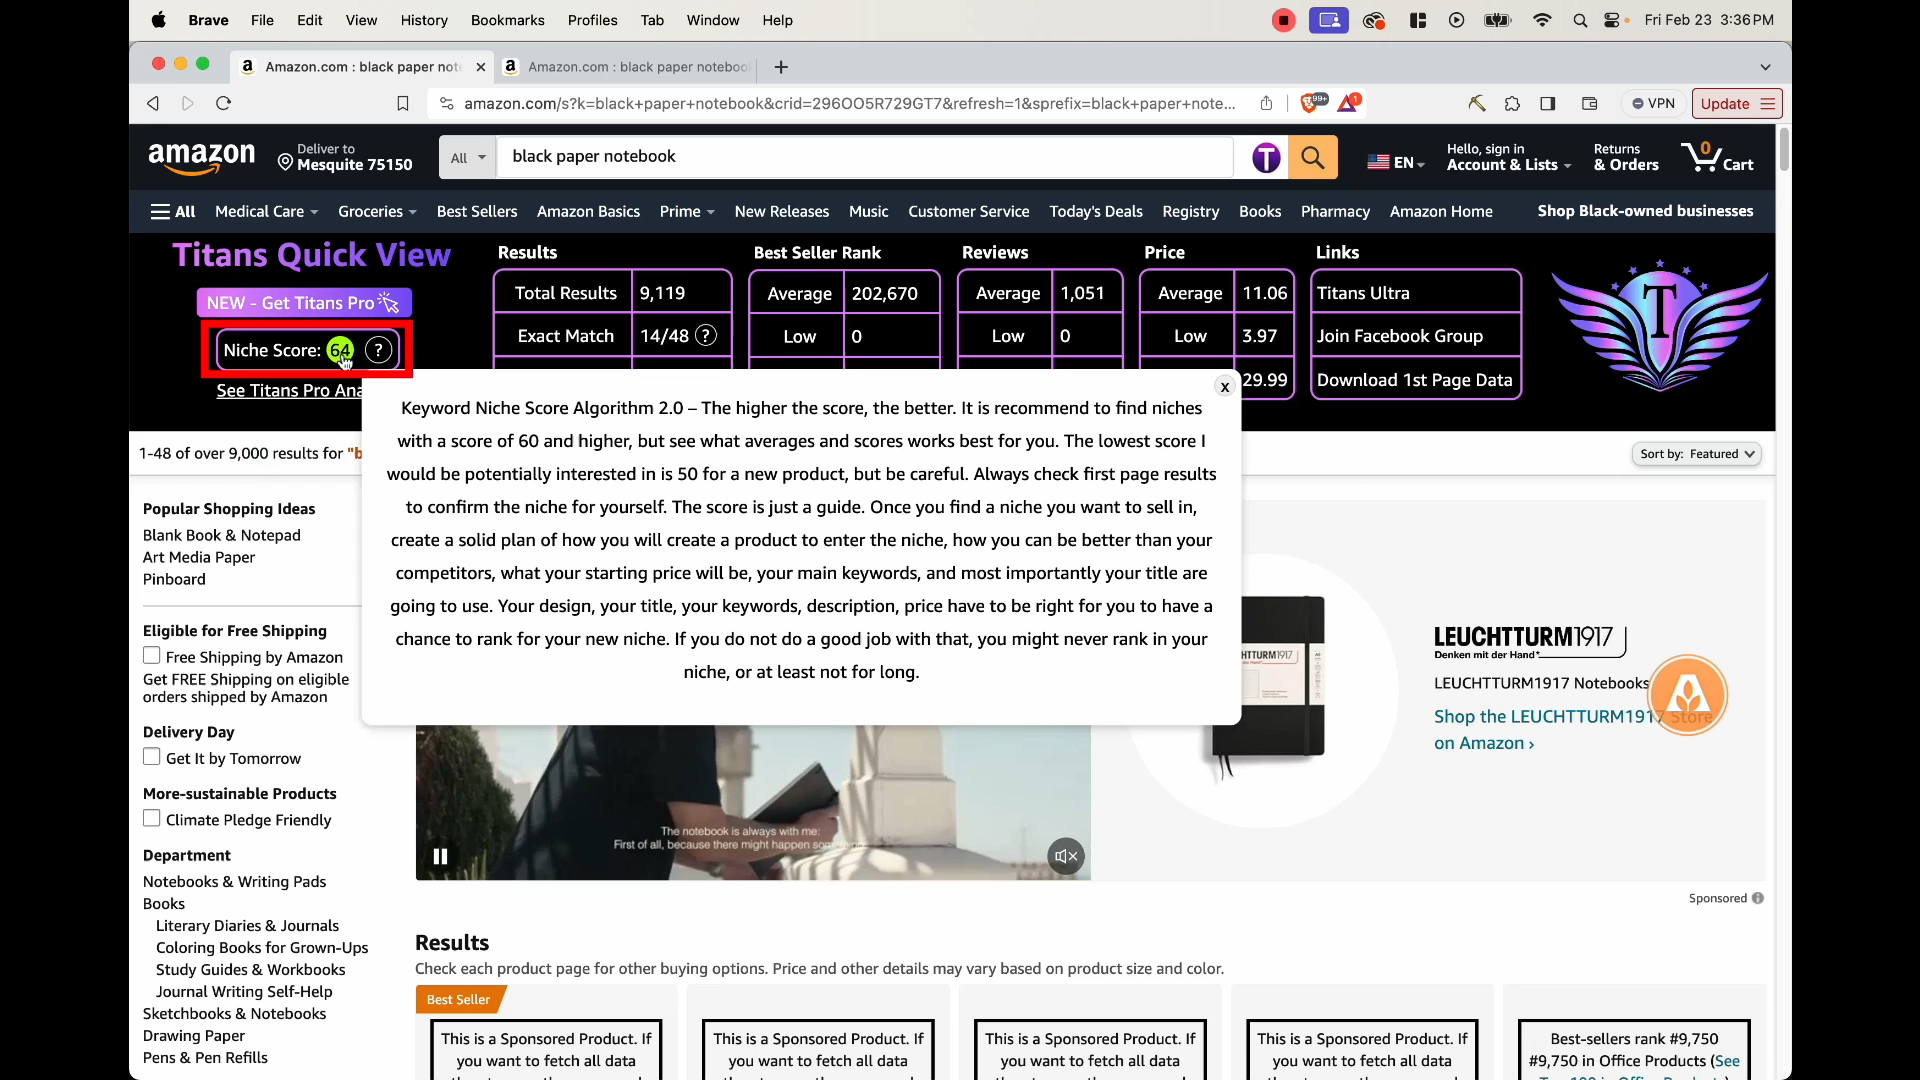 Brave File Edit View History Bookmarks Profiles Tab Window Help Fri Feb 23 3:36 PM
Amazon.com : black paper note Amazon.com : black paper noteboo
amazon.com/s?k=black+paper+notebook&crid=296OO5R729GT7&refresh=1&sprefix=black+paper+note... 99+ 1 VPN Update
amazon
Deliver to
Mesquite 75150
All black paper notebook T
EN
Hello, sign in
Account & Lists
Returns
& Orders
0
Cart
All Medical Care Groceries Best Sellers Amazon Basics Prime New Releases Music Customer Service Today's Deals Registry Books Pharmacy Amazon Home Shop Black-owned businesses
Titans Quick View
NEW - Get Titans Pro
Niche Score: 64 ?
See Titans Pro Ana
Results
Total Results 9,119
Exact Match 14/48 ?
Best Seller Rank
Average 202,670
Low 0
Reviews
Average 1,051
Low 0
Price
Average 11.06
Low 3.97
29.99
Links
Titans Ultra
Join Facebook Group
Download 1st Page Data
T
x
Keyword Niche Score Algorithm 2.0 – The higher the score, the better. It is recommend to find niches
with a score of 60 and higher, but see what averages and scores works best for you. The lowest score I
would be potentially interested in is 50 for a new product, but be careful. Always check first page results
to confirm the niche for yourself. The score is just a guide. Once you find a niche you want to sell in,
create a solid plan of how you will create a product to enter the niche, how you can be better than your
competitors, what your starting price will be, your main keywords, and most importantly your title are
going to use. Your design, your title, your keywords, description, price have to be right for you to have a
chance to rank for your new niche. If you do not do a good job with that, you might never rank in your
niche, or at least not for long.
1-48 of over 9,000 results for "b
Sort by: Featured
Popular Shopping Ideas
Blank Book & Notepad
Art Media Paper
Pinboard
Eligible for Free Shipping
Free Shipping by Amazon
Get FREE Shipping on eligible
orders shipped by Amazon
Delivery Day
Get It by Tomorrow
More-sustainable Products
Climate Pledge Friendly
Department
Notebooks & Writing Pads
Books
Literary Diaries & Journals
Coloring Books for Grown-Ups
Study Guides & Workbooks
Journal Writing Self-Help
Sketchbooks & Notebooks
Drawing Paper
Pens & Pen Refills
HTTURM1917
LEUCHTTURM1917
Denken mit der Hand
LEUCHTTURM1917 Notebooks
Shop the LEUCHTTURM1917 Store
on Amazon ›
The notebook is always with me:
First of all, because there might happen
Sponsored
Results
Check each product page for other buying options. Price and other details may vary based on product size and color.
Best Seller
This is a Sponsored Product. If
you want to fetch all data
This is a Sponsored Product. If
you want to fetch all data
This is a Sponsored Product. If
you want to fetch all data
This is a Sponsored Product. If
you want to fetch all data
Best-sellers rank #9,750
#9,750 in Office Products (See